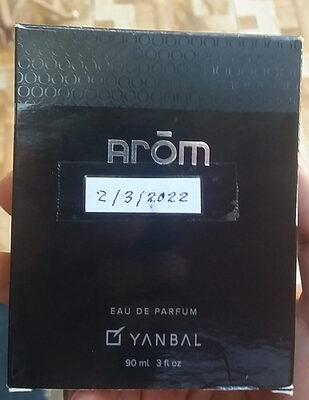 Arōm
2/3/2022
EAU DE PARFUM
YANBAL
90 ml 3 fl oz